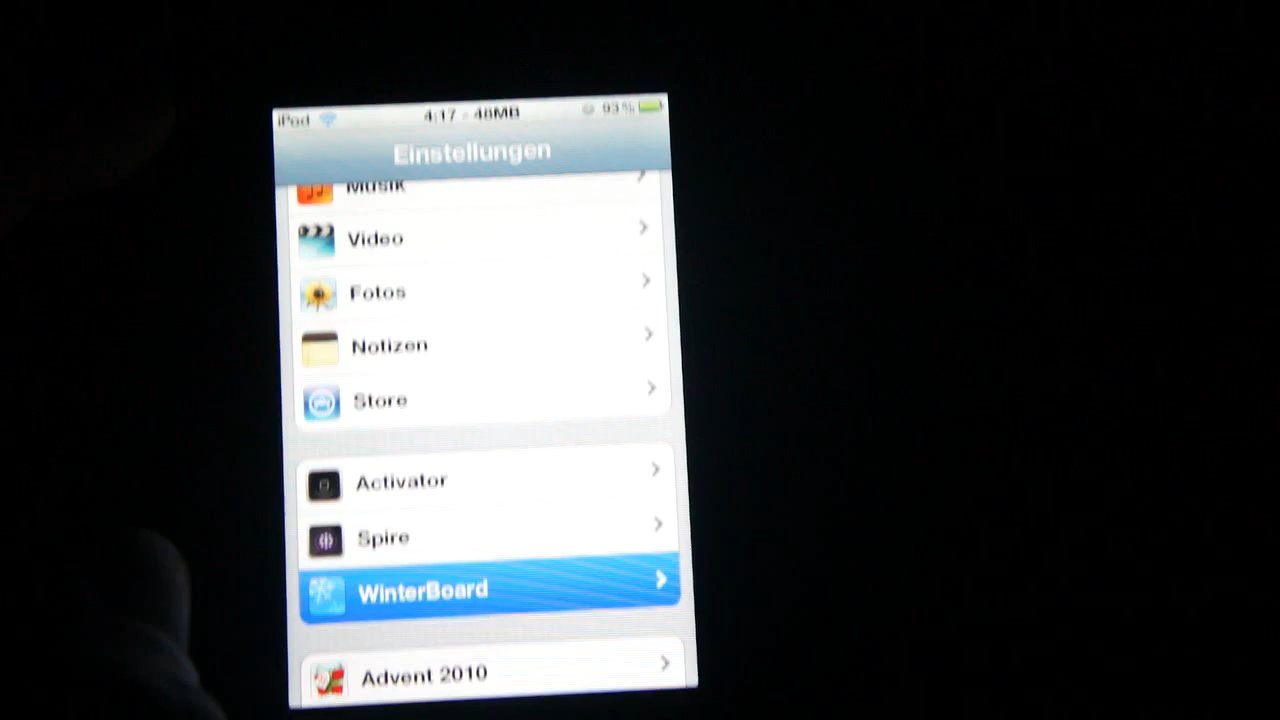 iPod 4:17 - 48MB 93%
Einstellungen
Musik
Video
Fotos
Notizen
Store
Activator
Spire
WinterBoard
Advent 2010